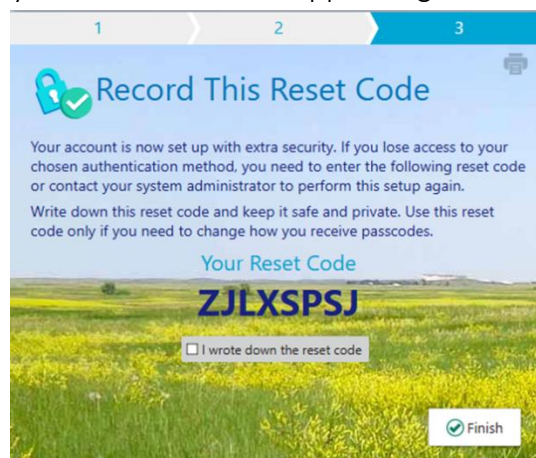 1
2
3
Record This Reset Code
Your account is now set up with extra security. If you lose access to your
chosen authentication method, you need to enter the following reset code
or contact your system administrator to perform this setup again.
Write down this reset code and keep it safe and private. Use this reset
code only if you need to change how you receive passcodes.
Your Reset Code
ZJLXSPSJ
I wrote down the reset code
Finish